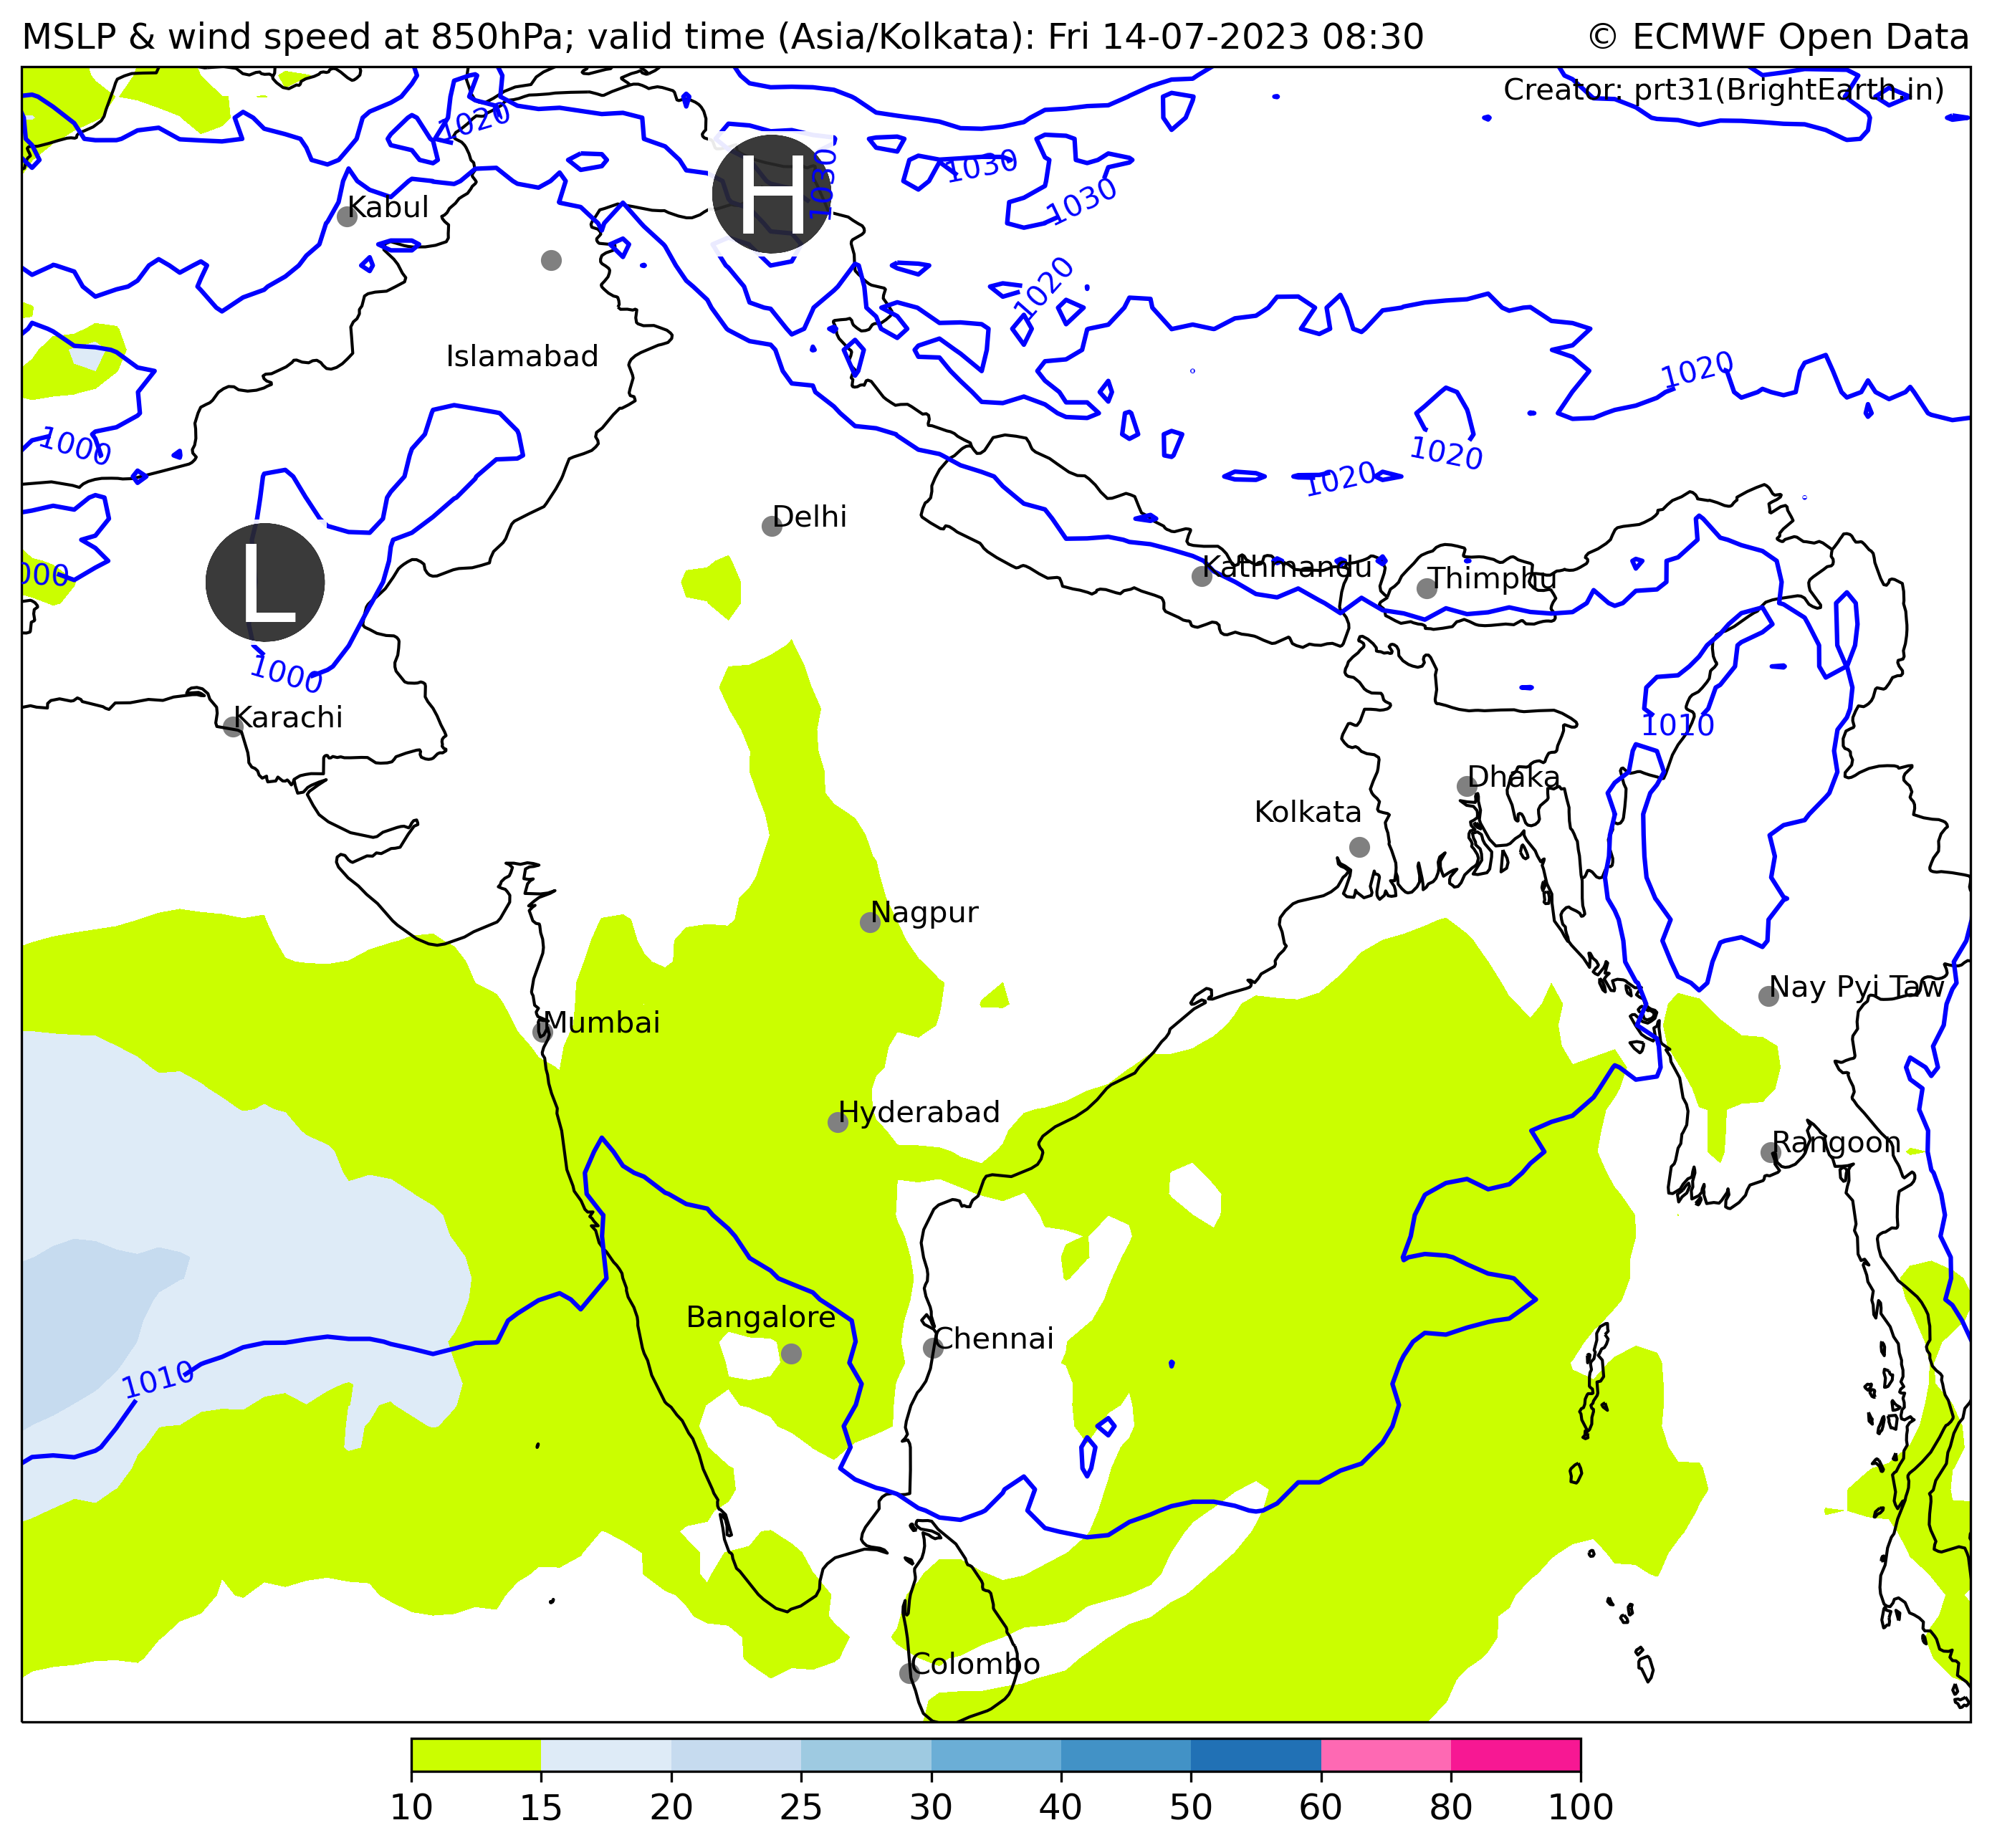 MSLP & wind speed at 850hPa; valid time (Asia/Kolkata): Fri 14-07-2023 08:30
© ECMWF Open Data
Creator: prt31(BrightEarth.in)
1020
H
1030
1030
1030
Kabul
1020
Islamabad
1020
1000
1020
1020
Delhi
000
L
Kathmandu
Thimphu
1000
Karachi
1010
Dhaka
Kolkata
Nagpur
Nay Pyi Taw
Mumbai
Hyderabad
Rangoon
Bangalore
Chennai
1010
Colombo
10 15 20 25 30 40 50 60 80 100